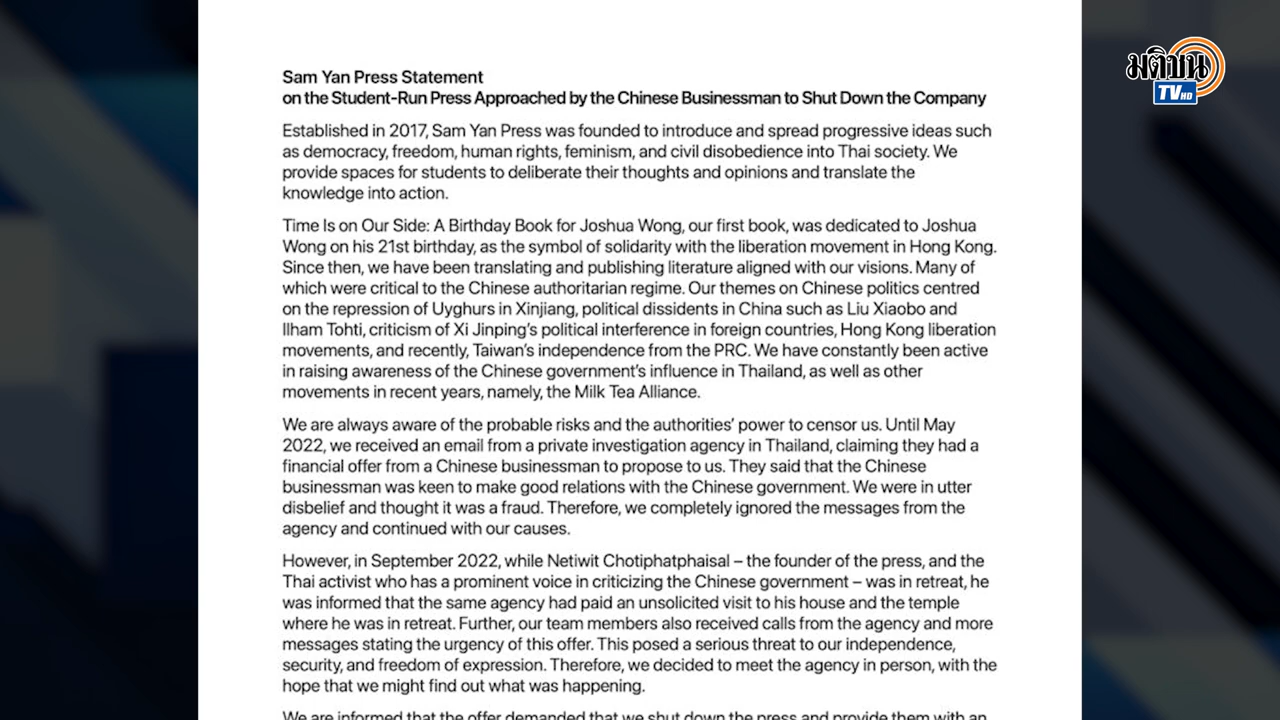 มติชน
TV HD
Sam Yan Press Statement
on the Student-Run Press Approached by the Chinese Businessman to Shut Down the Company
Established in 2017, Sam Yan Press was founded to introduce and spread progressive ideas such
as democracy, freedom, human rights, feminism, and civil disobedience into Thai society. We
provide spaces for students to deliberate their thoughts and opinions and translate the
knowledge into action.
Time Is on Our Side: A Birthday Book for Joshua Wong, our first book, was dedicated to Joshua
Wong on his 21st birthday, as the symbol of solidarity with the liberation movement in Hong Kong.
Since then, we have been translating and publishing literature aligned with our visions. Many of
which were critical to the Chinese authoritarian regime. Our themes on Chinese politics centred
on the repression of Uyghurs in Xinjiang, political dissidents in China such as Liu Xiaobo and
Ilham Tohti, criticism of Xi Jinping's political interference in foreign countries, Hong Kong liberation
movements, and recently, Taiwan's independence from the PRC. We have constantly been active
in raising awareness of the Chinese government's influence in Thailand, as well as other
movements in recent years, namely, the Milk Tea Alliance.
We are always aware of the probable risks and the authorities' power to censor us. Until May
2022, we received an email from a private investigation agency in Thailand, claiming they had a
financial offer from a Chinese businessman to propose to us. They said that the Chinese
businessman was keen to make good relations with the Chinese government. We were in utter
disbelief and thought it was a fraud. Therefore, we completely ignored the messages from the
agency and continued with our causes.
However, in September 2022, while Netiwit Chotiphatphaisal – the founder of the press, and the
Thai activist who has a prominent voice in criticizing the Chinese government – was in retreat, he
was informed that the same agency had paid an unsolicited visit to his house and the temple
where he was in retreat. Further, our team members also received calls from the agency and more
messages stating the urgency of this offer. This posed a serious threat to our independence,
security, and freedom of expression. Therefore, we decided to meet the agency in person, with the
hope that we might find out what was happening.
We are informed that the offer demanded that we shut down the press and provide them with an